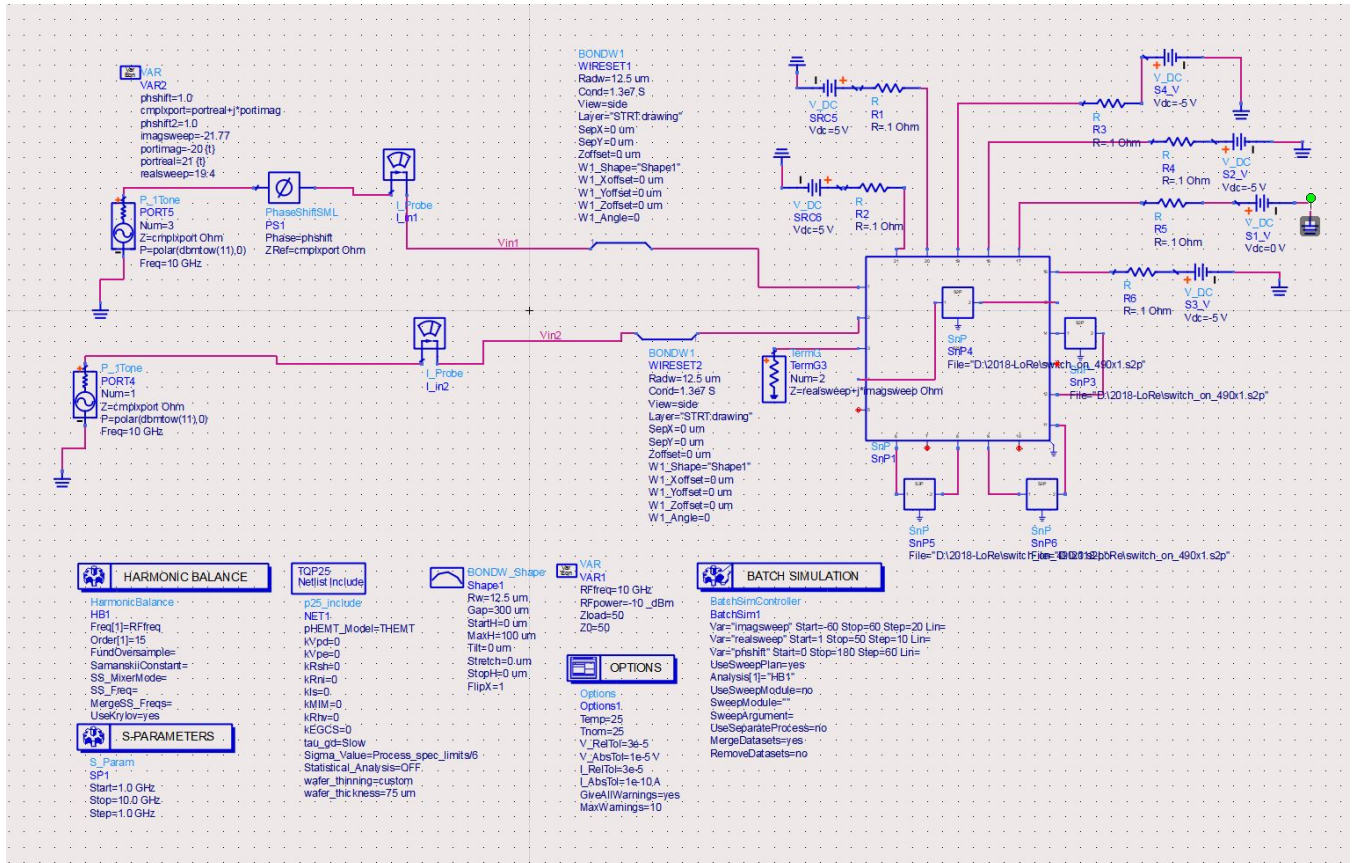 VAR
VAR2
phshift=1.0
cmplxport=portreal+j*portimag
phshift2=1.0
imagsweep=-21.77
portimag=-20 {t}
portreal=21 {t}
realsweep=19.4
P_1Tone
PORT5
Num=3
Z=cmplxport Ohm
P=polar(dbmtow(11),0)
Freq=10 GHz
PhaseShiftSML
PS1
Phase=phshift
ZRef=cmplxport Ohm
I_Probe
I_in1
Vin1
BONDW1
WIRESET1
Radw=12.5 um
Cond=1.3e7 S
View=side
Layer="STRT:drawing"
SepX=0 um
SepY=0 um
Zoffset=0 um
W1_Shape="Shape1"
W1_Xoffset=0 um
W1_Yoffset=0 um
W1_Zoffset=0 um
W1_Angle=0
V_DC
SRC5
Vdc=5 V
R
R1
R=.1 Ohm
V_DC
SRC6
Vdc=5 V
R
R2
R=.1 Ohm
V_DC
S4_V
Vdc=-5 V
R
R3
R=.1 Ohm
R
R4
R=.1 Ohm
V_DC
S2_V
Vdc=-5 V
R
R5
R=.1 Ohm
V_DC
S1_V
Vdc=0 V
R
R6
R=.1 Ohm
V_DC
S3_V
Vdc=-5 V
P_1Tone
PORT4
Num=1
Z=cmplxport Ohm
P=polar(dbmtow(11),0)
Freq=10 GHz
I_Probe
I_in2
Vin2
BONDW1
WIRESET2
Radw=12.5 um
Cond=1.3e7 S
View=side
Layer="STRT:drawing"
SepX=0 um
SepY=0 um
Zoffset=0 um
W1_Shape="Shape1"
W1_Xoffset=0 um
W1_Yoffset=0 um
W1_Zoffset=0 um
W1_Angle=0
TermG
TermG3
Num=2
Z=realsweep+j*imagsweep Ohm
SnP
SnP4
File="D:\2018-LoRe\switch_on_490x1.s2p"
SnP
SnP3
File="D:\2018-LoRe\switch_on_490x1.s2p"
SnP
SnP1
SnP
SnP5
File="D:\2018-LoRe\switch_on_490x1.s2p"
SnP
SnP6
HARMONIC BALANCE
HarmonicBalance
HB1
Freq[1]=RFfreq
Order[1]=15
FundOversample=
SamanskiiConstant=
SS_MixerMode=
SS_Freq=
MergeSS_Freqs=
UseKrylov=yes
S-PARAMETERS
S_Param
SP1
Start=1.0 GHz
Stop=10.0 GHz
Step=1.0 GHz
TQP25
Netlist Include
p25_include
NET1
pHEMT_Model=THEMT
kVpd=0
kVpe=0
kRsh=0
kRni=0
kIs=0
kMIM=0
kRhv=0
kEGCS=0
tau_gd=Slow
Sigma_Value=Process_spec_limits/6
Statistical_Analysis=OFF
wafer_thinning=custom
wafer_thickness=75 um
BONDW_Shape
Shape1
Rw=12.5 um
Gap=300 um
StartH=0 um
MaxH=100 um
Tilt=0 um
Stretch=0 um
StopH=0 um
FlipX=1
VAR
VAR1
RFfreq=10 GHz
RFpower=-10 _dBm
Zload=50
Z0=50
OPTIONS
Options
Options1
Temp=25
Tnom=25
V_RelTol=3e-5
V_AbsTol=1e-5 V
I_RelTol=3e-5
I_AbsTol=1e-10 A
GiveAllWarnings=yes
MaxWarnings=10
BATCH SIMULATION
BatchSimController
BatchSim1
Var="imagsweep" Start=-60 Stop=60 Step=20 Lin=
Var="realsweep" Start=1 Stop=50 Step=10 Lin=
Var="phshift" Start=0 Stop=180 Step=60 Lin=
UseSweepPlan=yes
Analysis[1]="HB1"
UseSweepModule=no
SweepModule=""
SweepArgument=
UseSeparateProcess=no
MergeDatasets=yes
RemoveDatasets=no